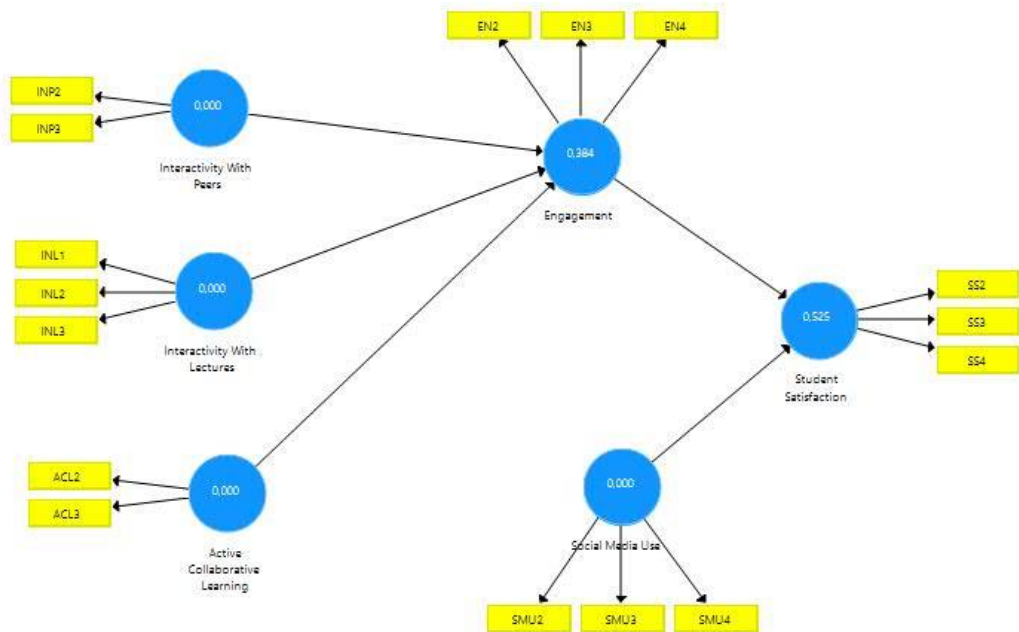 EN2
EN3
EN4
INP2
INP3
0,000
Interactivity With
Peers
0,384
Engagement
INL1
INL2
INL3
0,000
Interactivity With
Lectures
0,525
Student
Satisfaction
SS2
SS3
SS4
ACL2
ACL3
0,000
Active
Collaborative
Learning
0,000
Social Media Use
SMU2
SMU3
SMU4